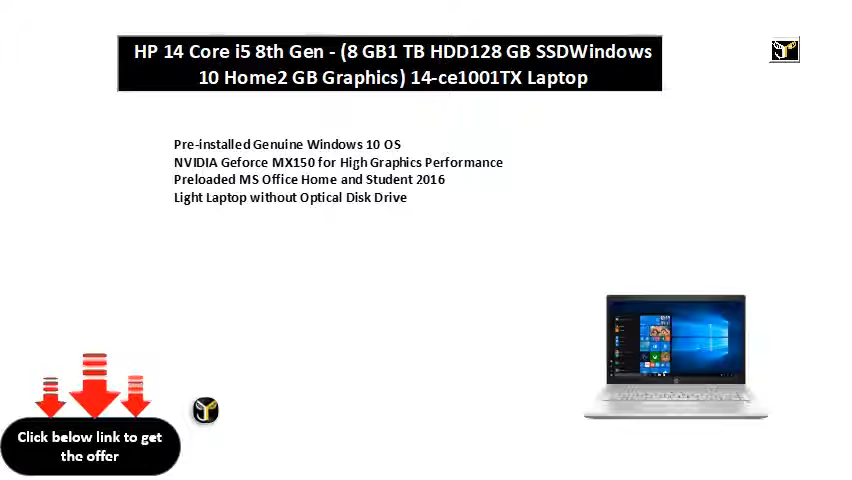 HP 14 Core i5 8th Gen - (8 GB1 TB HDD128 GB SSDWindows
10 Home2 GB Graphics) 14-ce1001TX Laptop
Pre-installed Genuine Windows 10 OS
NVIDIA Geforce MX150 for High Graphics Performance
Preloaded MS Office Home and Student 2016
Light Laptop without Optical Disk Drive
Click below link to get
the offer